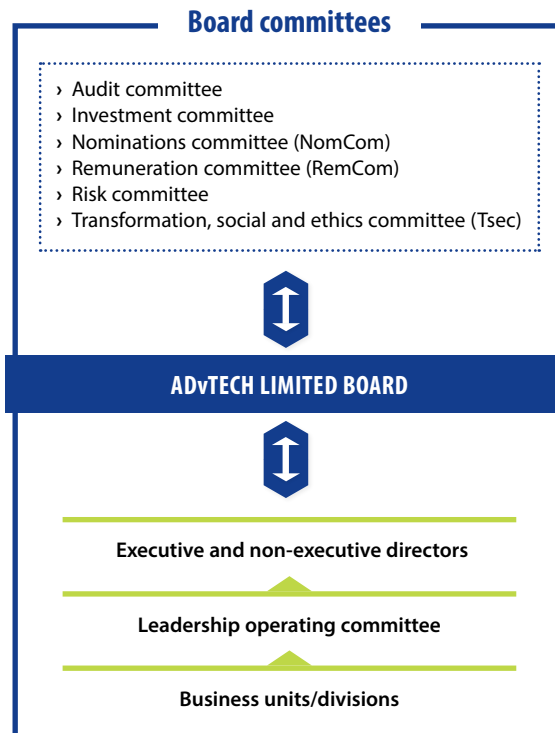 Board committees
› Audit committee
› Investment committee
› Nominations committee (NomCom)
› Remuneration committee (RemCom)
› Risk committee
› Transformation, social and ethics committee (Tsec)
ADvTECH LIMITED BOARD
Executive and non-executive directors
Leadership operating committee
Business units/divisions